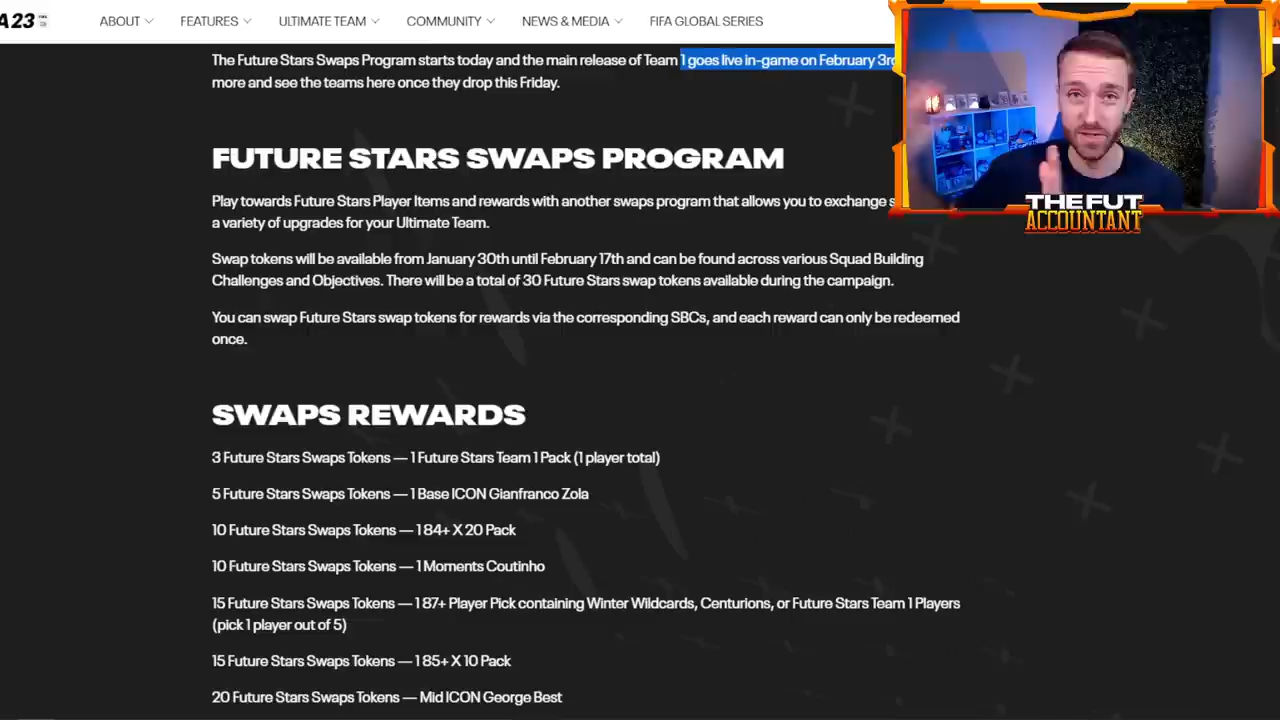 A 23
ABOUT FEATURES ULTIMATE TEAM COMMUNITY NEWS & MEDIA FIFA GLOBAL SERIES
The Future Stars Swaps Program starts today and the main release of Team 1 goes live in-game on February 3rd
more and see the teams here once they drop this Friday.
THE FUT
ACCOUNTANT
FUTURE STARS SWAPS PROGRAM
Play towards Future Stars Player Items and rewards with another swaps program that allows you to exchange s
a variety of upgrades for your Ultimate Team.
Swap tokens will be available from January 30th until February 17th and can be found across various Squad Building
Challenges and Objectives. There will be a total of 30 Future Stars swap tokens available during the campaign.
You can swap Future Stars swap tokens for rewards via the corresponding SBCs, and each reward can only be redeemed
once.
SWAPS REWARDS
3 Future Stars Swaps Tokens — 1 Future Stars Team 1 Pack (1 player total)
5 Future Stars Swaps Tokens — 1 Base ICON Gianfranco Zola
10 Future Stars Swaps Tokens — 1 84+ X 20 Pack
10 Future Stars Swaps Tokens — 1 Moments Coutinho
15 Future Stars Swaps Tokens — 1 87+ Player Pick containing Winter Wildcards, Centurions, or Future Stars Team 1 Players
(pick 1 player out of 5)
15 Future Stars Swaps Tokens — 1 85+ X 10 Pack
20 Future Stars Swaps Tokens — Mid ICON George Best